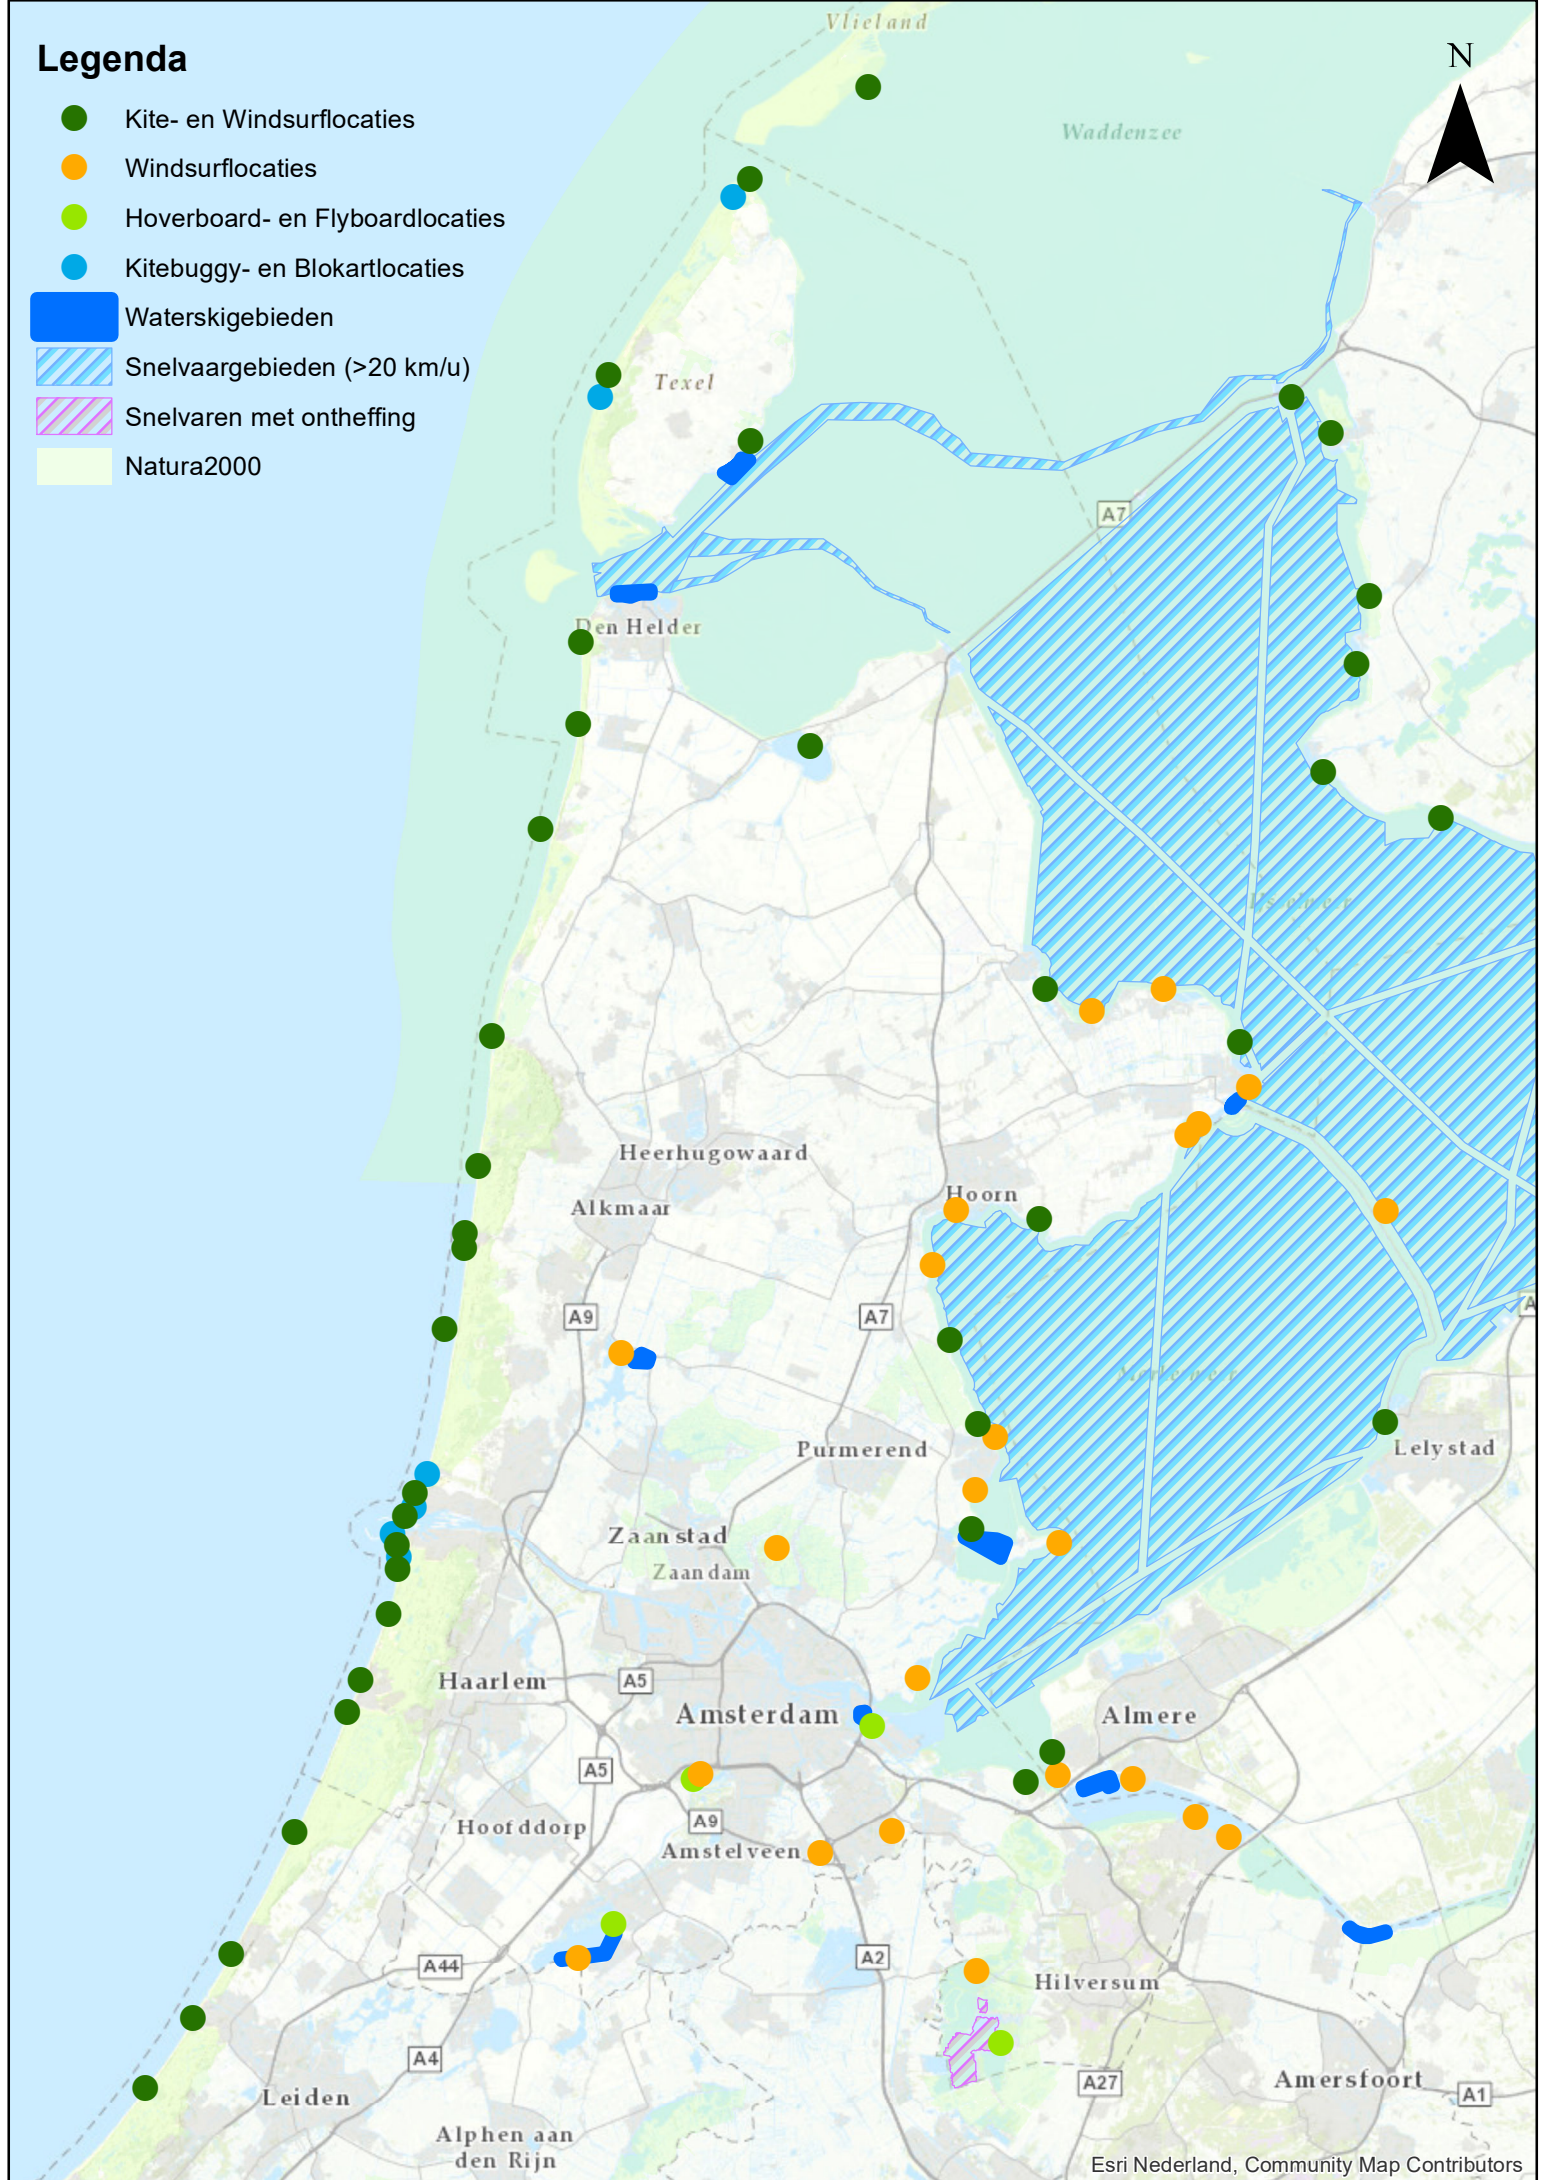 Legenda
Kite- en Windsurflocaties
Windsurflocaties
Hoverboard- en Flyboardlocaties
Kitebuggy- en Blokartlocaties
Waterskigebieden
Snelvaargebieden (>20 km/u)
Snelvaren met ontheffing
Natura2000
N
Vlieland
Waddenzee
Texel
A7
Den Helder
IJsselmeer
Heerhugowaard
Hoorn
Alkmaar
A9
A7
A
Markermeer
Purmerend
Lelystad
Zaanstad
Zaandam
Haarlem
A5
Amsterdam
Almere
A5
Hoofddorp
A9
Amstelveen
A44
A2
Hilversum
A4
Leiden
A27
Amersfoort
A1
Alphen aan
den Rijn
Esri Nederland, Community Map Contributors